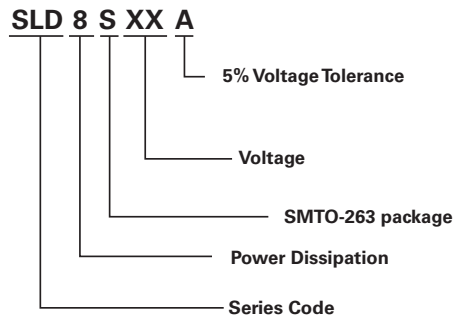 SLD 8 S XX A
5% Voltage Tolerance
Voltage
SMTO-263 package
Power Dissipation
Series Code